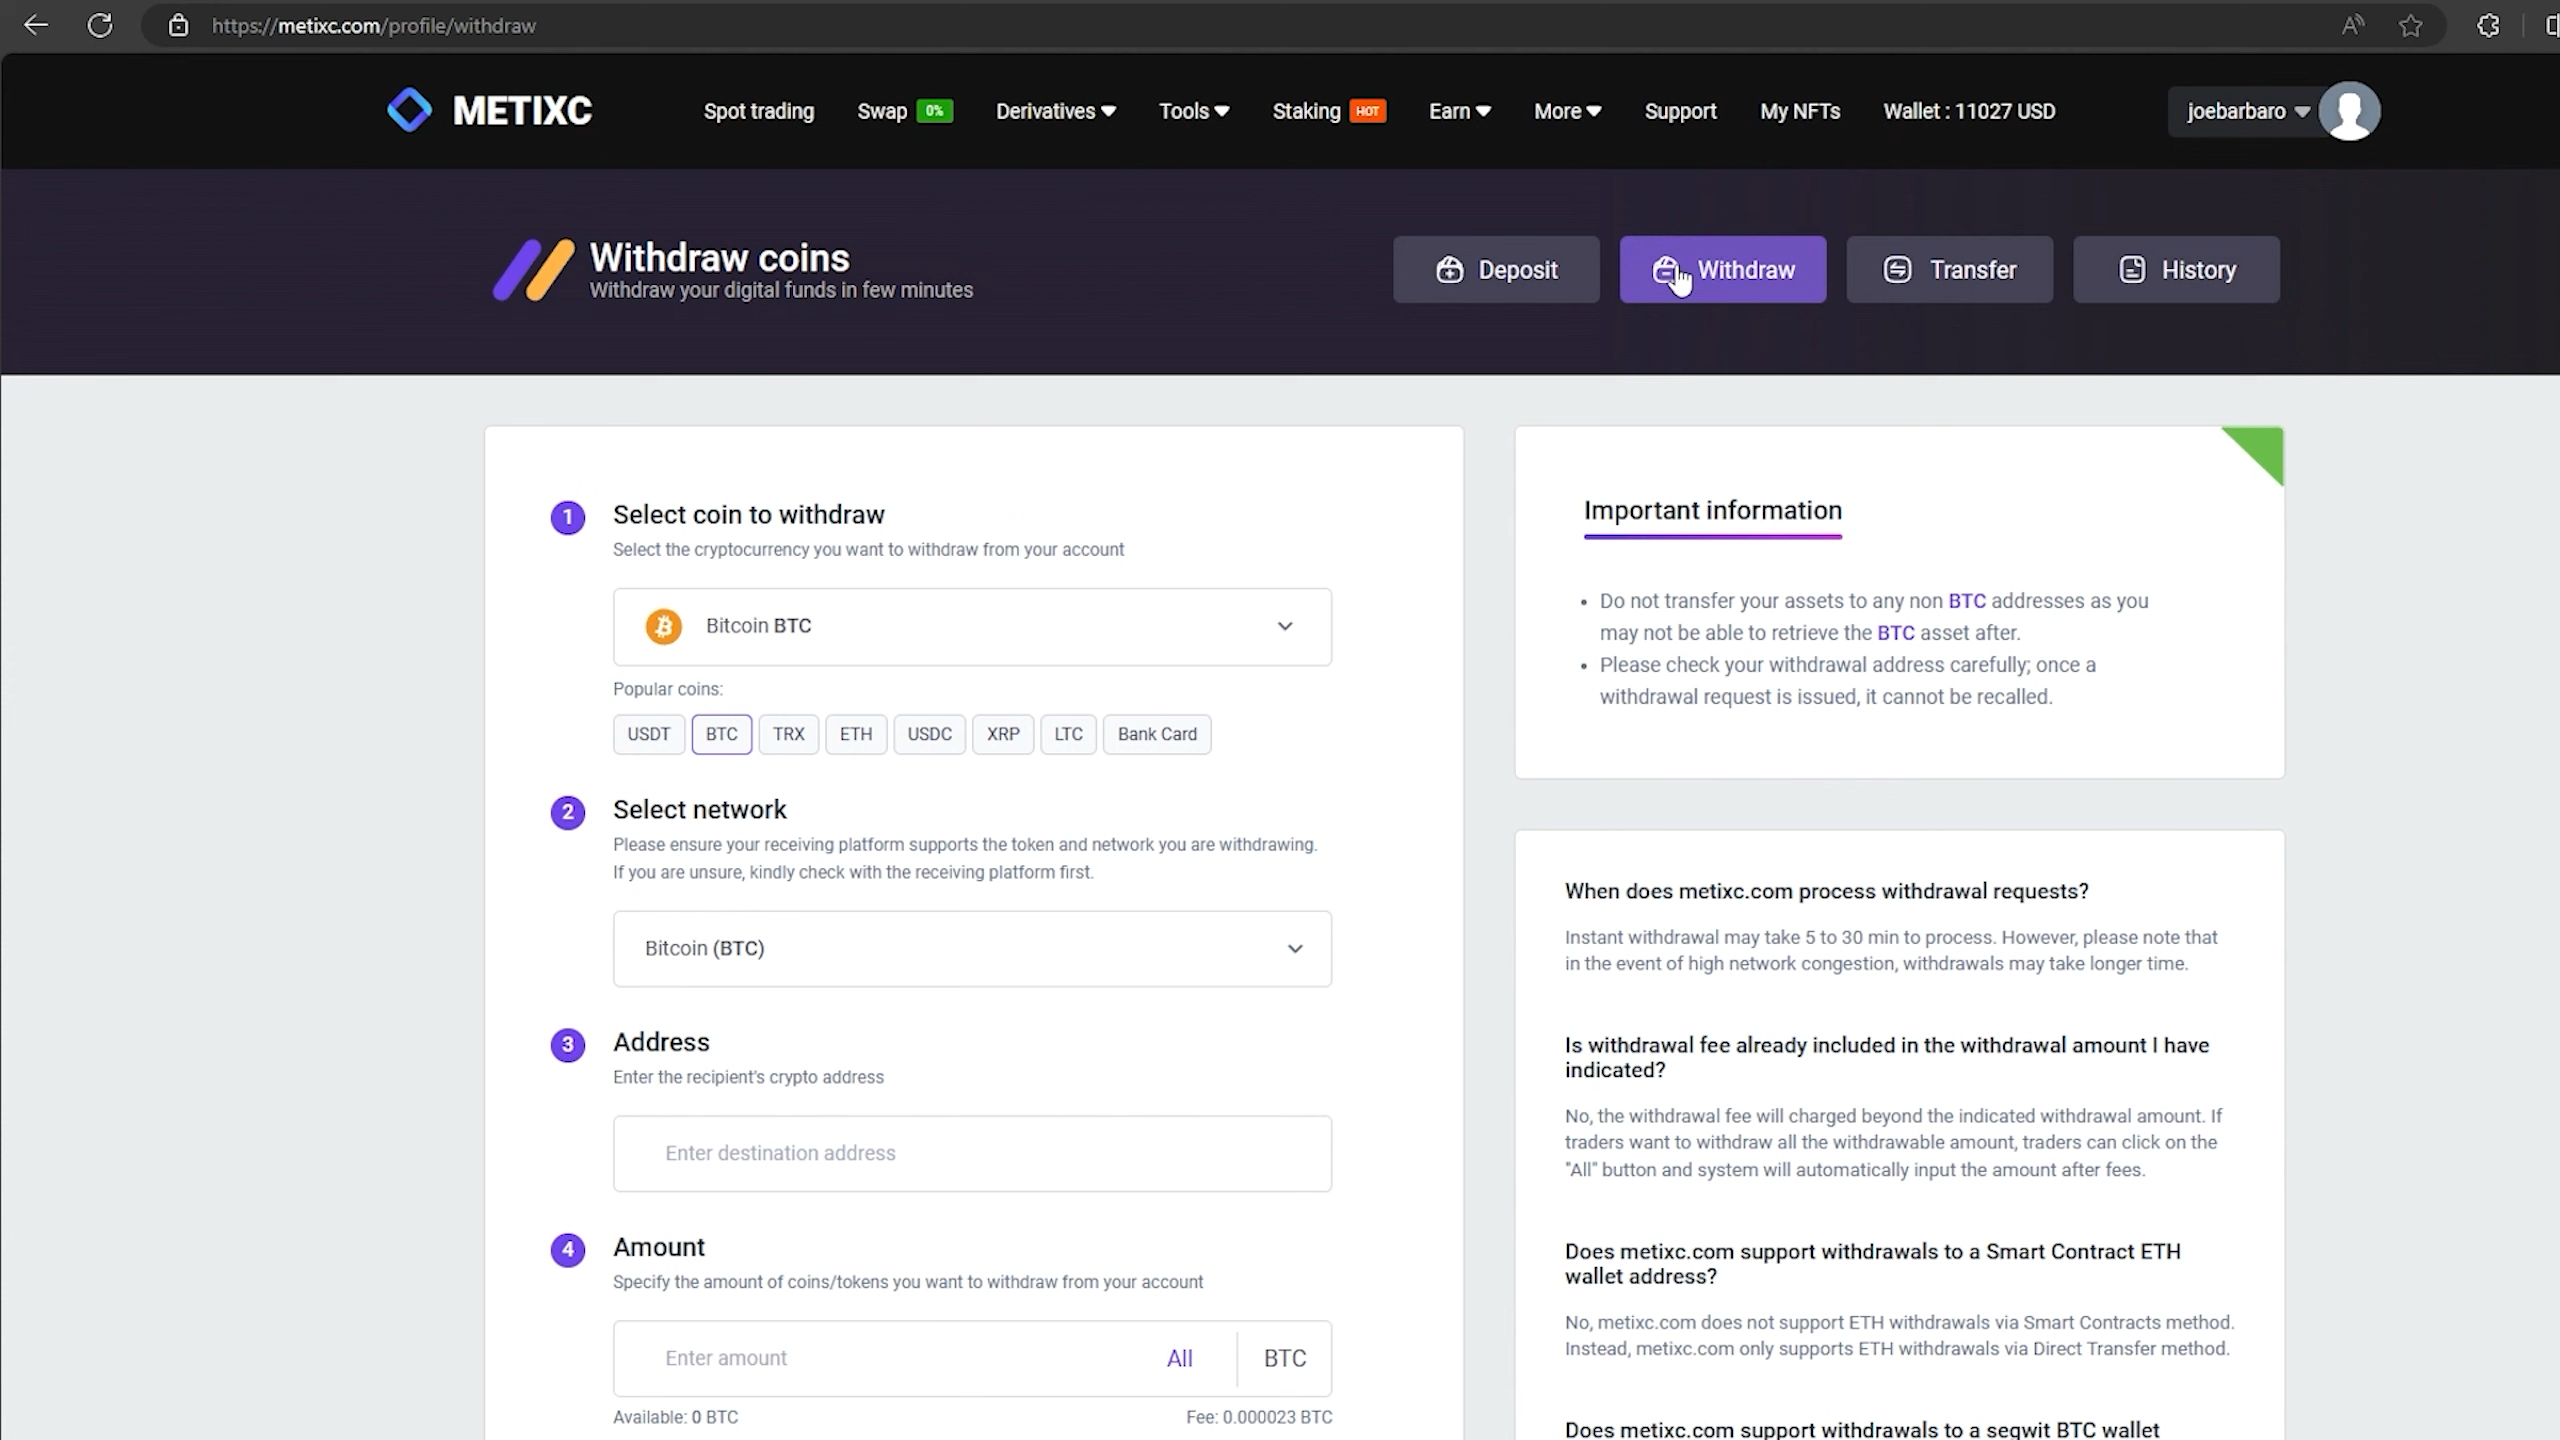 https://metixc.com/profile/withdraw
METIXC
Spot trading
Swap 0%
Derivatives
Tools
Staking HOT
Earn
More
Support
My NFTs
Wallet : 11027 USD
joebarbaro
Withdraw coins
Withdraw your digital funds in few minutes
Deposit
Withdraw
Transfer
History
1
Select coin to withdraw
Select the cryptocurrency you want to withdraw from your account
Bitcoin BTC
Popular coins:
USDT BTC TRX ETH USDC XRP LTC Bank Card
2
Select network
Please ensure your receiving platform supports the token and network you are withdrawing.
If you are unsure, kindly check with the receiving platform first.
Bitcoin (BTC)
3
Address
Enter the recipient's crypto address
Enter destination address
4
Amount
Specify the amount of coins/tokens you want to withdraw from your account
Enter amount All BTC
Available: 0 BTC Fee: 0.000023 BTC
Important information
• Do not transfer your assets to any non BTC addresses as you
may not be able to retrieve the BTC asset after.
• Please check your withdrawal address carefully; once a
withdrawal request is issued, it cannot be recalled.
When does metixc.com process withdrawal requests?
Instant withdrawal may take 5 to 30 min to process. However, please note that
in the event of high network congestion, withdrawals may take longer time.
Is withdrawal fee already included in the withdrawal amount I have
indicated?
No, the withdrawal fee will charged beyond the indicated withdrawal amount. If
traders want to withdraw all the withdrawable amount, traders can click on the
"All" button and system will automatically input the amount after fees.
Does metixc.com support withdrawals to a Smart Contract ETH
wallet address?
No, metixc.com does not support ETH withdrawals via Smart Contracts method.
Instead, metixc.com only supports ETH withdrawals via Direct Transfer method.
Does metixc.com support withdrawals to a segwit BTC wallet